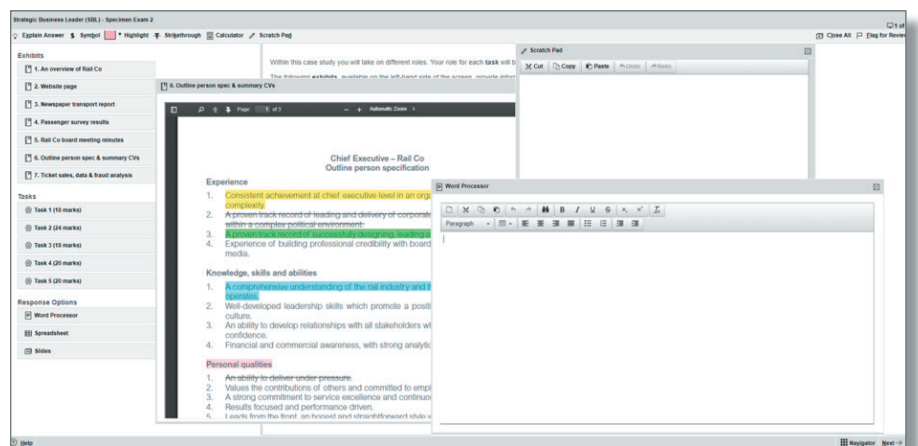 Strategic Business Leader (SBL) - Specimen Exam 2
1 of
Explain Answer $ Symbol Highlight Strikethrough Calculator Scratch Pad
Close All Flag for Review
Exhibits
1. An overview of Rail Co
2. Website page
3. Newspaper transport report
4. Passenger survey results
5. Rail Co board meeting minutes
6. Outline person spec & summary CVs
7. Ticket sales, data & fraud analysis
Tasks
Task 1 (18 marks)
Task 2 (24 marks)
Task 3 (18 marks)
Task 4 (20 marks)
Task 5 (20 marks)
Response Options
Word Processor
Spreadsheet
Slides
Within this case study you will take on different roles. Your role for each task will b
The following exhibits, available on the left-hand side of the screen, provide inform
6. Outline person spec & summary CVs
Page: 1 of 3
Automatic Zoom
Chief Executive – Rail Co
Outline person specification
Experience
1. Consistent achievement at chief executive level in an orga
complexity.
2. A proven track record of leading and delivery of corporate
within a complex political environment.
3. A proven track record of successfully designing, leading a
4. Experience of building professional credibility with board
media.
Knowledge, skills and abilities
1. A comprehensive understanding of the rail industry and th
operates.
2. Well-developed leadership skills which promote a positi
culture.
3. An ability to develop relationships with all stakeholders wh
confidence.
4. Financial and commercial awareness, with strong analytic
Personal qualities
1. An ability to deliver under pressure.
2. Values the contributions of others and committed to empl
3. A strong commitment to service excellence and continuo
4. Results focused and performance driven.
5. Leads from the front, an honest and straightforward style w
Scratch Pad
Cut Copy Paste Undo Redo
Word Processor
B I U S x x I
Paragraph
Help
Navigator Next